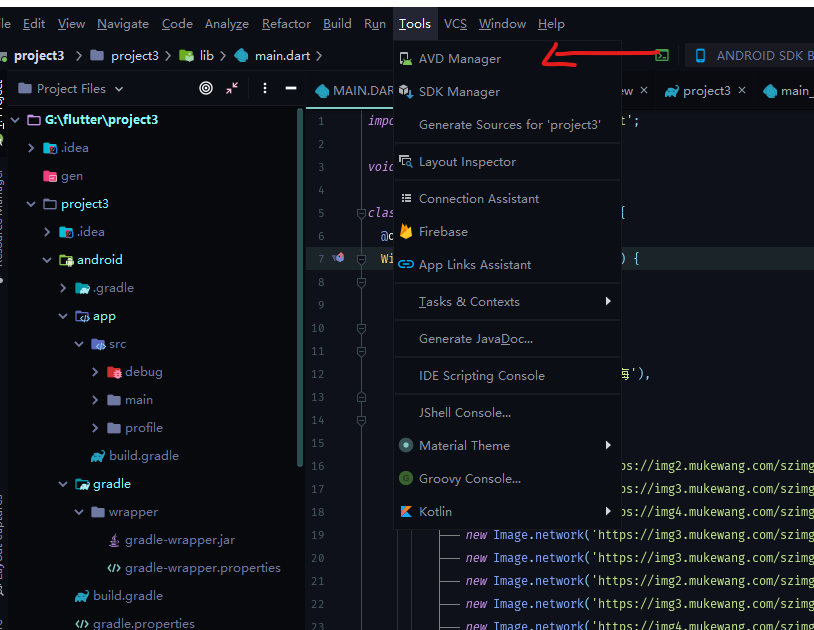 le Edit View Navigate Code Analyze Refactor Build Run Tools VCS Window Help
project3 project3 lib main.dart
ANDROID SDK B
Project Files
MAIN.DAR
ew
project3
main_
AVD Manager
SDK Manager
Generate Sources for 'project3'
Layout Inspector
Connection Assistant
Firebase
App Links Assistant
Tasks & Contexts
Generate JavaDoc...
IDE Scripting Console
JShell Console...
Material Theme
Groovy Console...
Kotlin
G:\flutter\project3
.idea
gen
project3
.idea
android
.gradle
app
src
debug
main
profile
build.gradle
gradle
wrapper
gradle-wrapper.jar
gradle-wrapper.properties
build.gradle
gradle.properties
1 impo t';
2
3 void
4
5 clas {
6 @o
7 Wi ) {
8
9
10
11
12 '),
13
14
15
16 ps://img2.mukewang.com/szimg
17 ps://img3.mukewang.com/szimg
18 ps://img4.mukewang.com/szimg
19 new Image.network('https://img3.mukewang.com/szimg
20 new Image.network('https://img3.mukewang.com/szimg
21 new Image.network('https://img2.mukewang.com/szimg
22 new Image.network('https://img3.mukewang.com/szimg
23 new Image.network('https://img4.mukewang.com/szimg